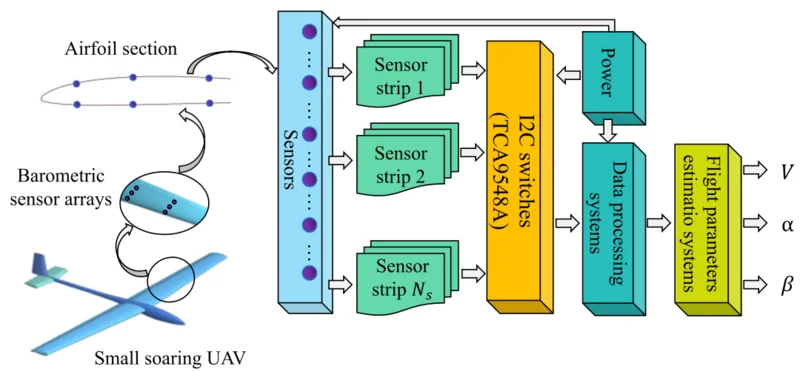 Airfoil section
Barometric
sensor arrays
Small soaring UAV
Sensors
Sensor
strip 1
Sensor
strip 2
Sensor
strip Nₛ
I2C switches
(TCA9548A)
Power
Data processing
systems
Flight parameters
estimatio systems
V
α
β